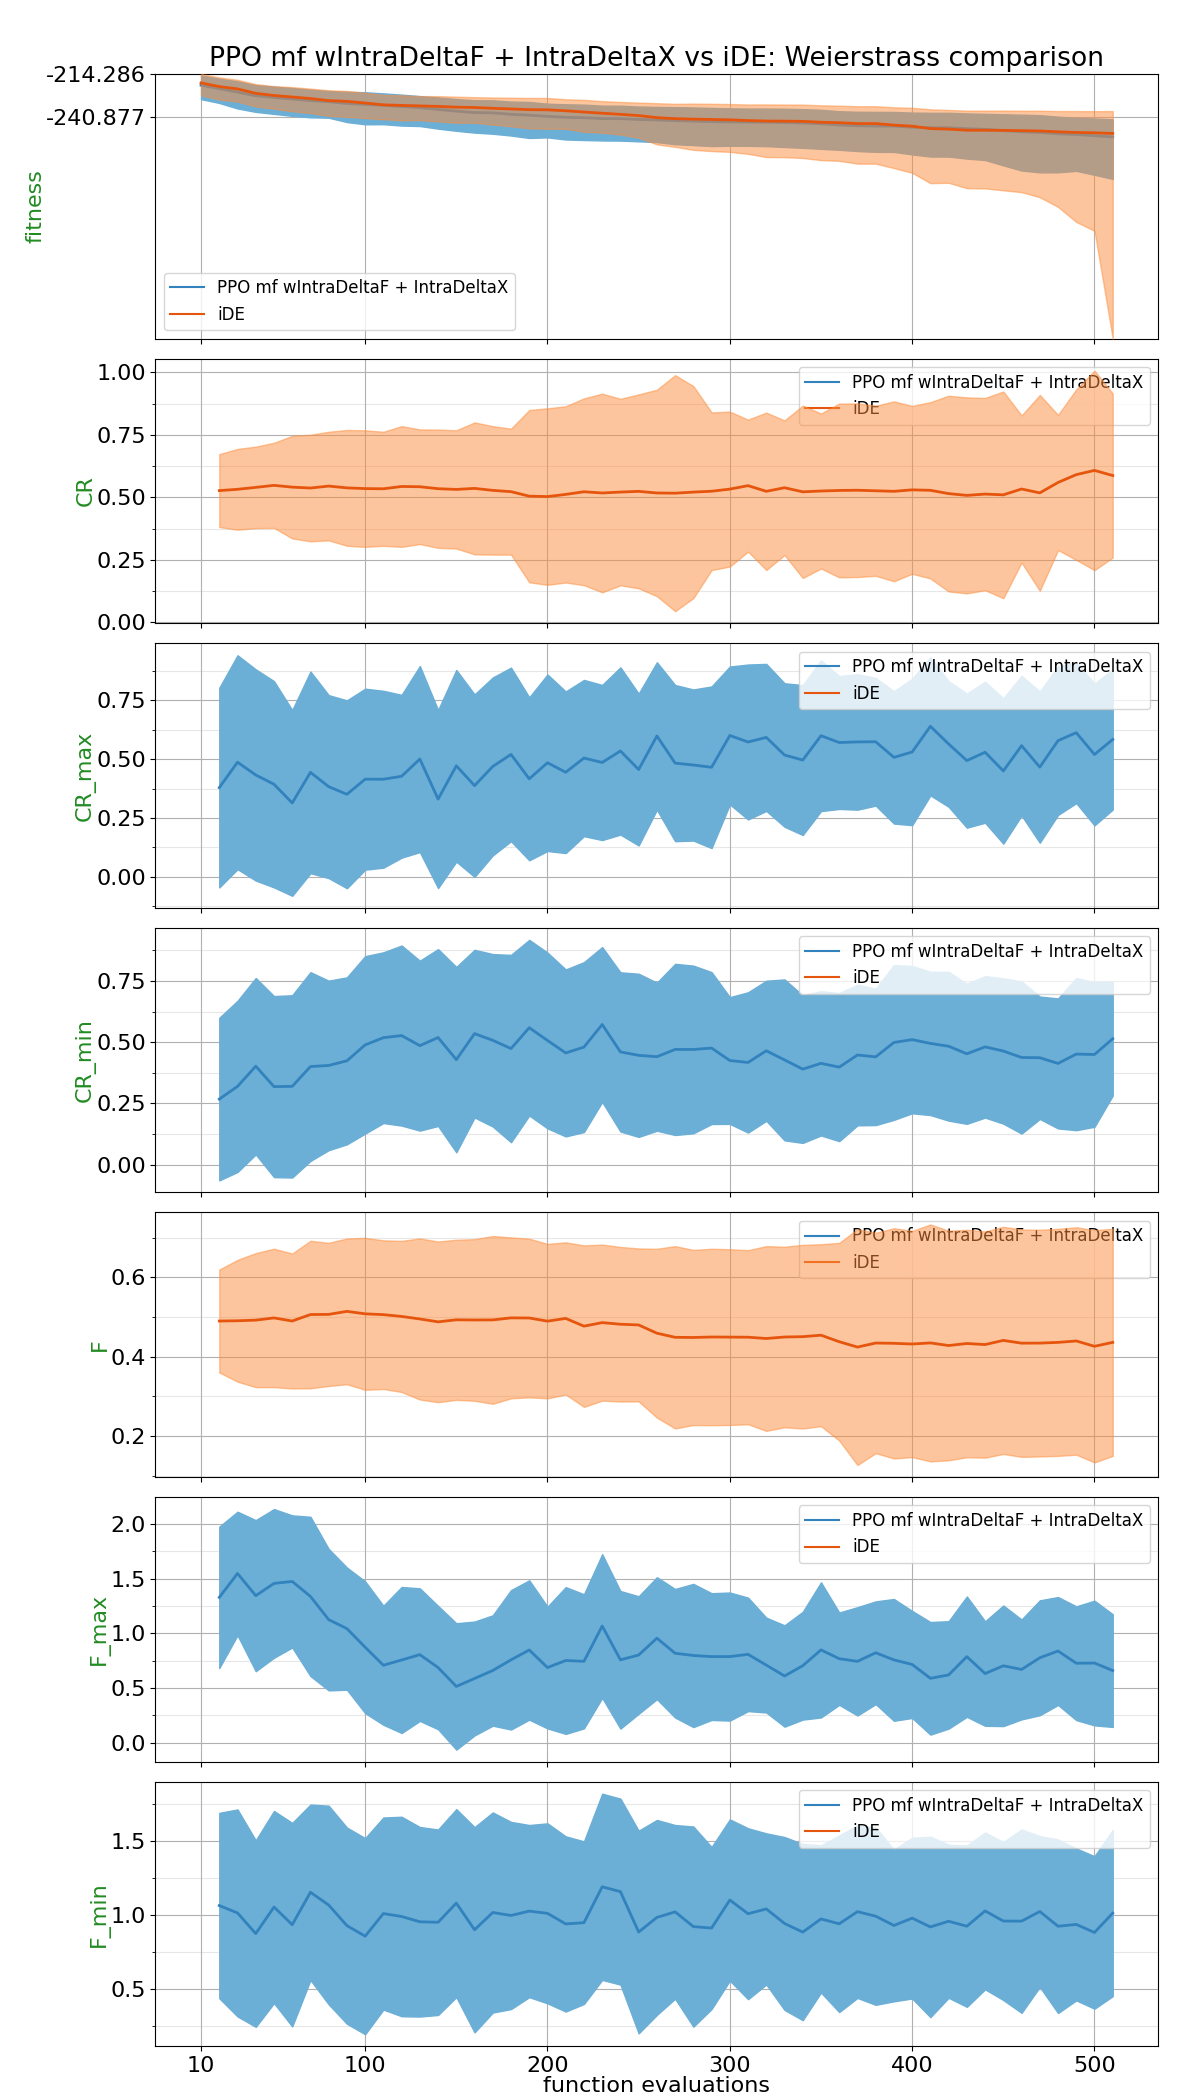 PPO mf wIntraDeltaF + IntraDeltaX vs iDE: Weierstrass comparison
-214.286
-240.877
fitness
PPO mf wIntraDeltaF + IntraDeltaX
iDE
1.00
0.75
0.50
0.25
0.00
CR
PPO mf wIntraDeltaF + IntraDeltaX
iDE
0.75
0.50
0.25
0.00
CR_max
PPO mf wIntraDeltaF + IntraDeltaX
iDE
0.75
0.50
0.25
0.00
CR_min
PPO mf wIntraDeltaF + IntraDeltaX
iDE
0.6
0.4
0.2
F
PPO mf wIntraDeltaF + IntraDeltaX
iDE
2.0
1.5
1.0
0.5
0.0
F_max
PPO mf wIntraDeltaF + IntraDeltaX
iDE
1.5
1.0
0.5
F_min
PPO mf wIntraDeltaF + IntraDeltaX
iDE
10 100 200 300 400 500
function evaluations